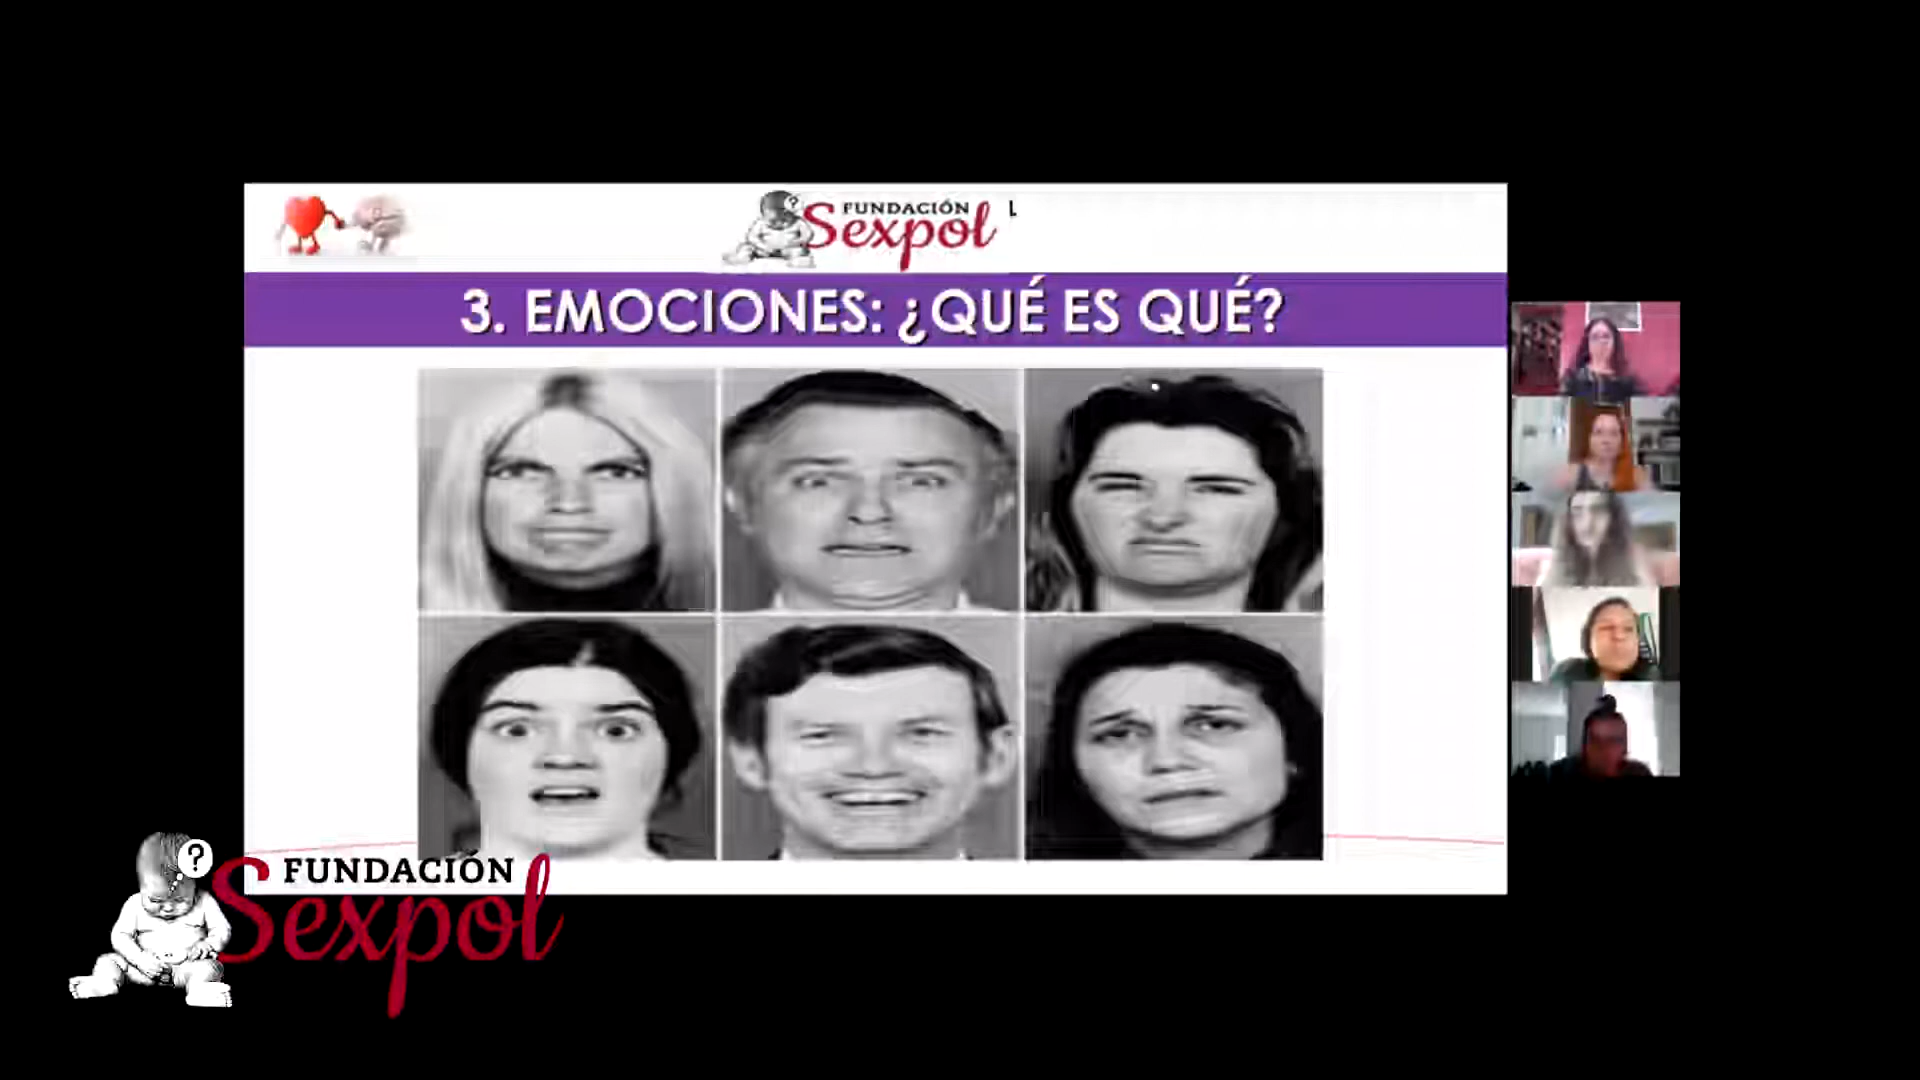 FUNDACIÓN
Sexpol
L
3. EMOCIONES: ¿QUÉ ES QUÉ?
?
FUNDACIÓN
Sexpol